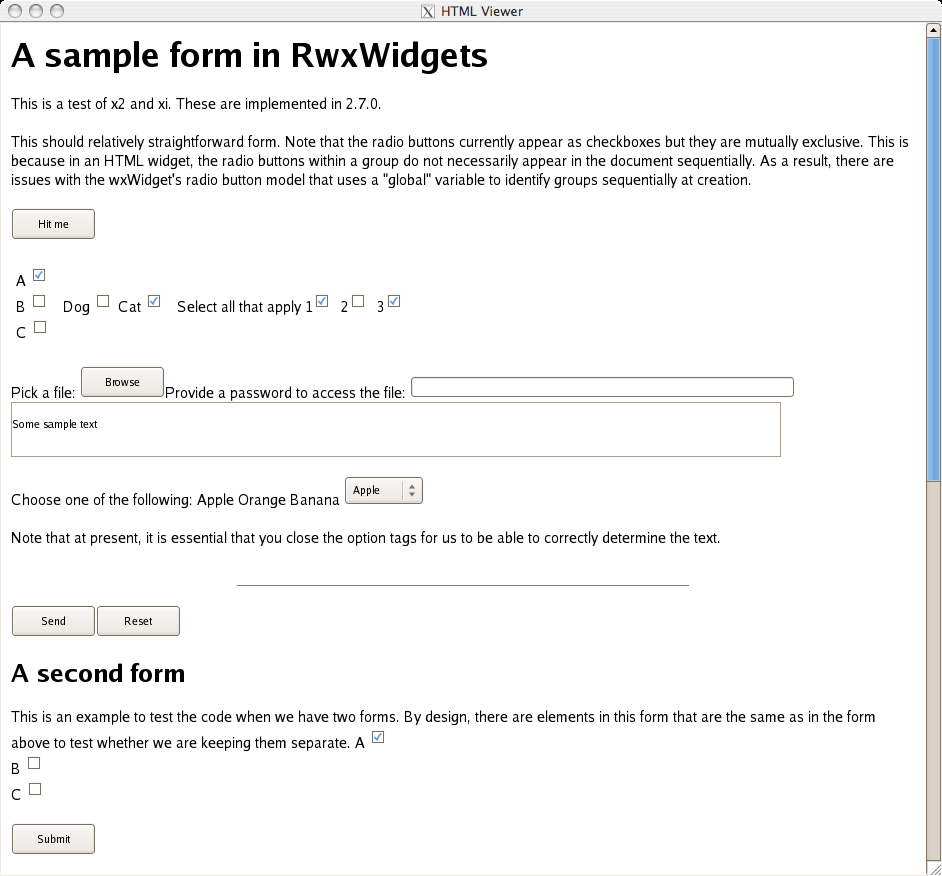 X HTML Viewer
A sample form in RwxWidgets
This is a test of x2 and xi. These are implemented in 2.7.0.
This should relatively straightforward form. Note that the radio buttons currently appear as checkboxes but they are mutually exclusive. This is
because in an HTML widget, the radio buttons within a group do not necessarily appear in the document sequentially. As a result, there are
issues with the wxWidget's radio button model that uses a "global" variable to identify groups sequentially at creation.
Hit me
A
B Dog Cat Select all that apply 1 2 3
C
Pick a file: Browse Provide a password to access the file:
Some sample text
Choose one of the following: Apple Orange Banana Apple
Note that at present, it is essential that you close the option tags for us to be able to correctly determine the text.
Send Reset
A second form
This is an example to test the code when we have two forms. By design, there are elements in this form that are the same as in the form
above to test whether we are keeping them separate. A
B
C
Submit